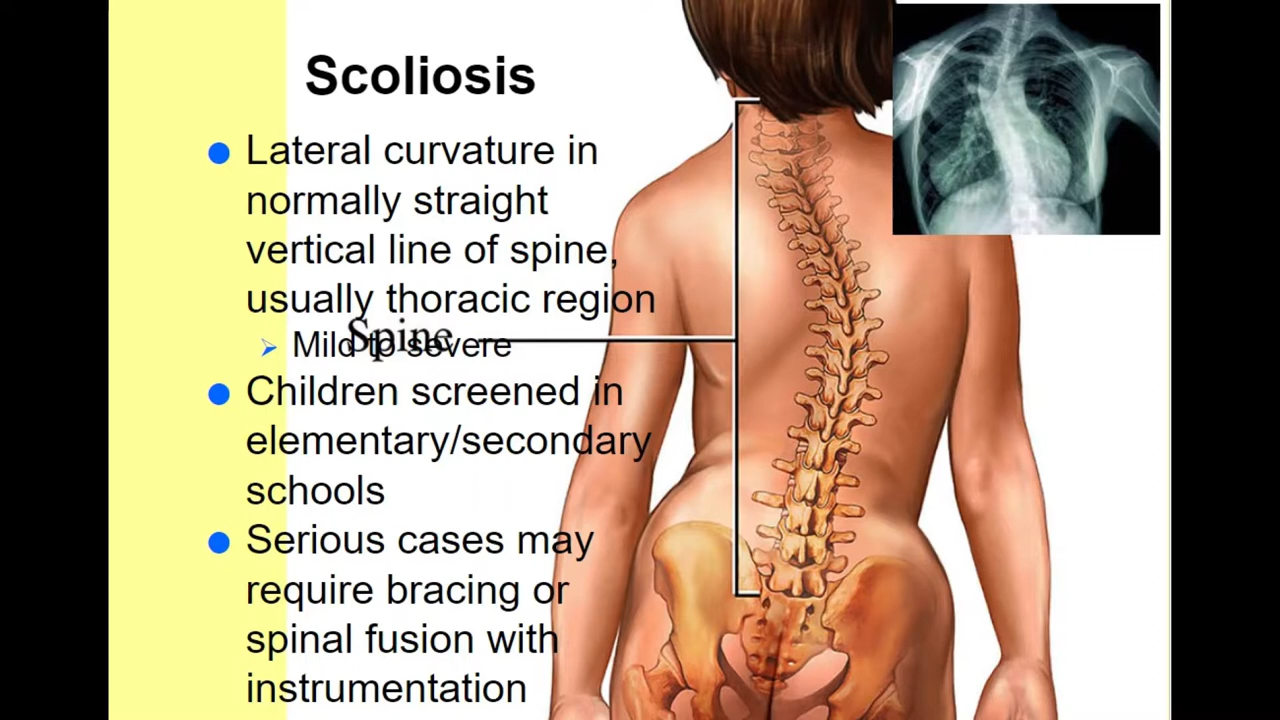 Scoliosis
Lateral curvature in
normally straight
vertical line of spine,
usually thoracic region
Spine
Mild to severe
Children screened in
elementary/secondary
schools
Serious cases may
require bracing or
spinal fusion with
instrumentation